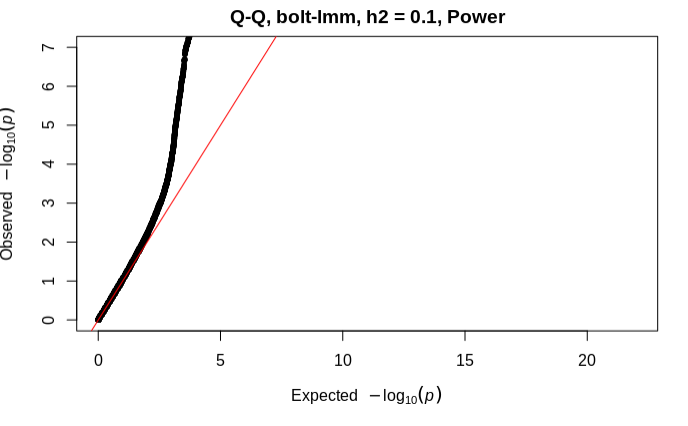 Q-Q, bolt-lmm, h2 = 0.1, Power
Observed −log10(p)
7
6
5
4
3
2
1
0
0 5 10 15 20
Expected −log10(p)